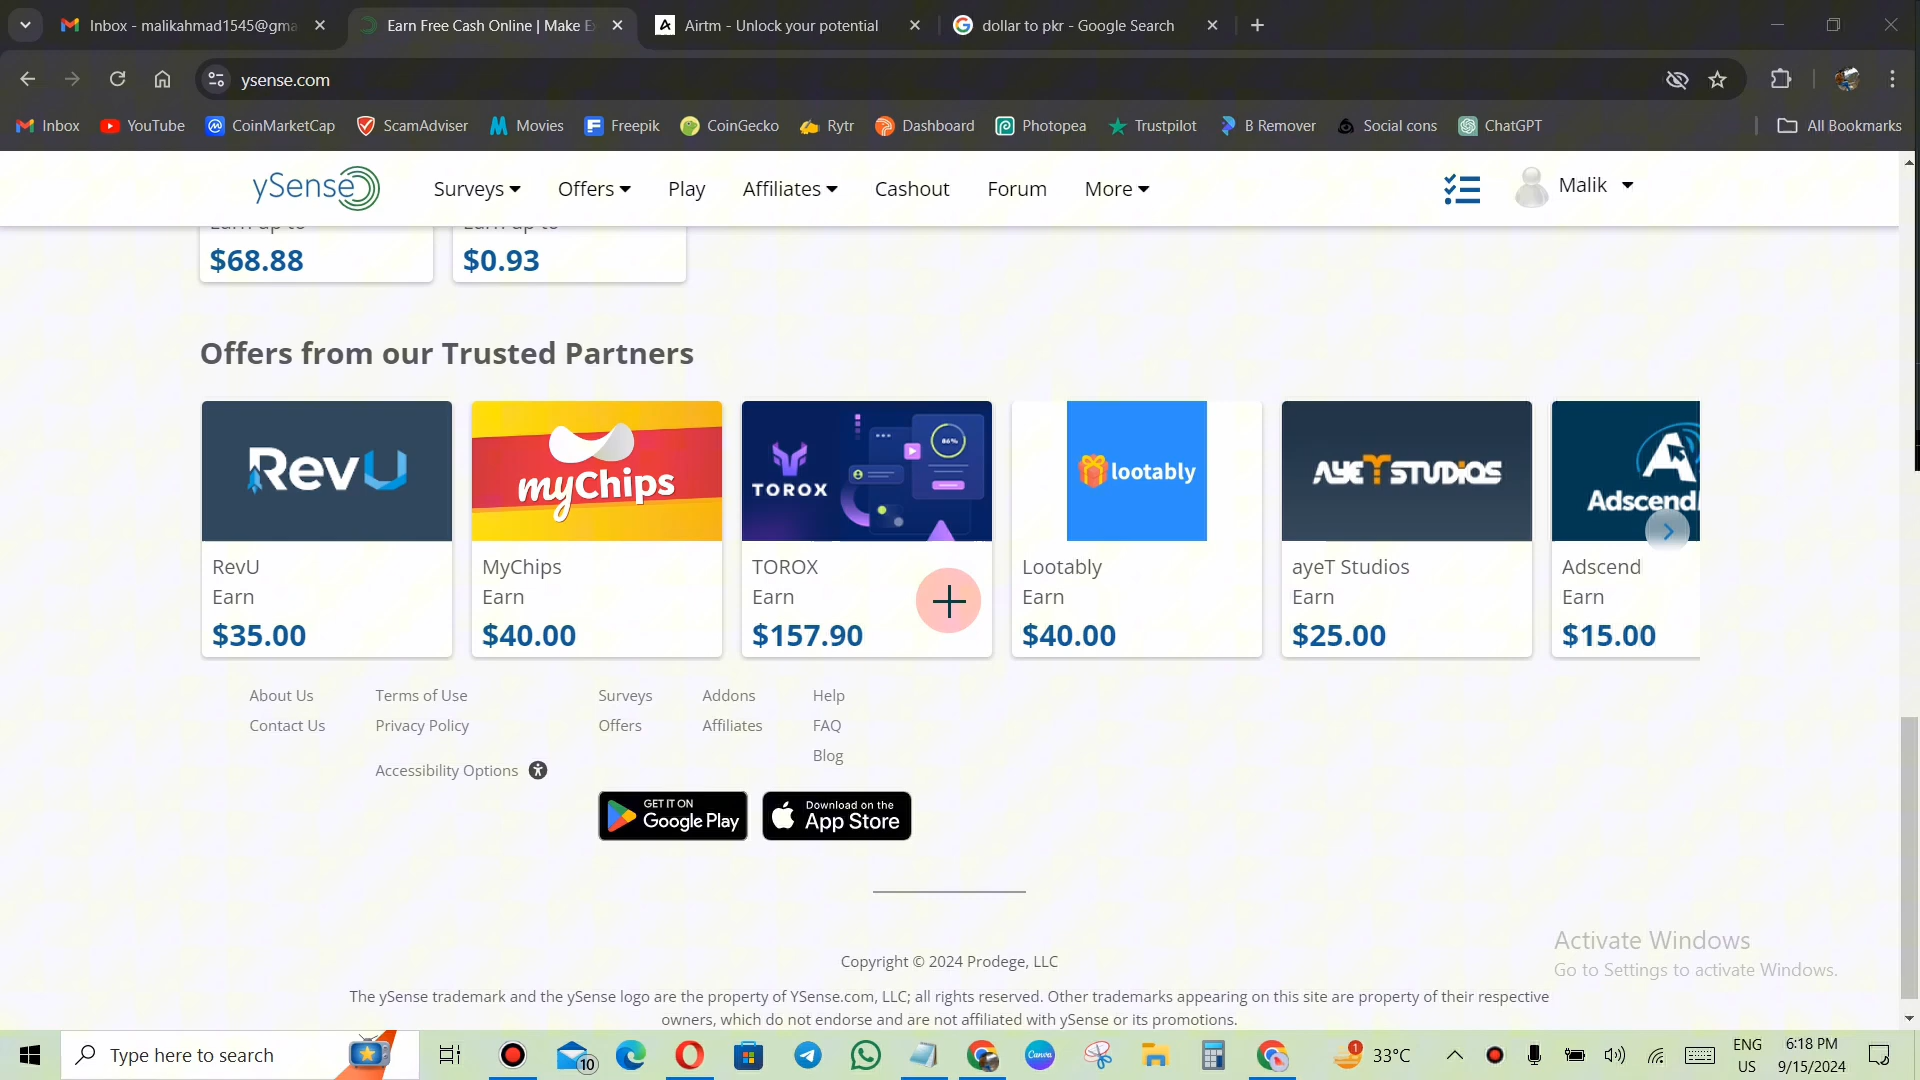 Inbox - malikahmad1545@gma
Earn Free Cash Online | Make E
Airtm - Unlock your potential
dollar to pkr - Google Search
ysense.com
Inbox
YouTube
CoinMarketCap
ScamAdviser
Movies
Freepik
CoinGecko
Rytr
Dashboard
Photopea
Trustpilot
B Remover
Social cons
ChatGPT
All Bookmarks
ySense
Surveys
Offers
Play
Affiliates
Cashout
Forum
More
Malik
Earn up to
Earn up to
$68.88
$0.93
Offers from our Trusted Partners
RevU
myChips
TOROX
86%
lootably
AYET STUDIOS
Adscend
RevU
Earn
$35.00
MyChips
Earn
$40.00
TOROX
Earn
$157.90
Lootably
Earn
$40.00
ayeT Studios
Earn
$25.00
Adscend
Earn
$15.00
About Us
Contact Us
Terms of Use
Privacy Policy
Accessibility Options
Surveys
Offers
Addons
Affiliates
Help
FAQ
Blog
GET IT ON
Google Play
Download on the
App Store
Activate Windows
Go to Settings to activate Windows.
Copyright © 2024 Prodege, LLC
The ySense trademark and the ySense logo are the property of YSense.com, LLC; all rights reserved. Other trademarks appearing on this site are property of their respective
owners, which do not endorse and are not affiliated with ySense or its promotions.
Type here to search
10
Canva
1
33°C
ENG
US
6:18 PM
9/15/2024